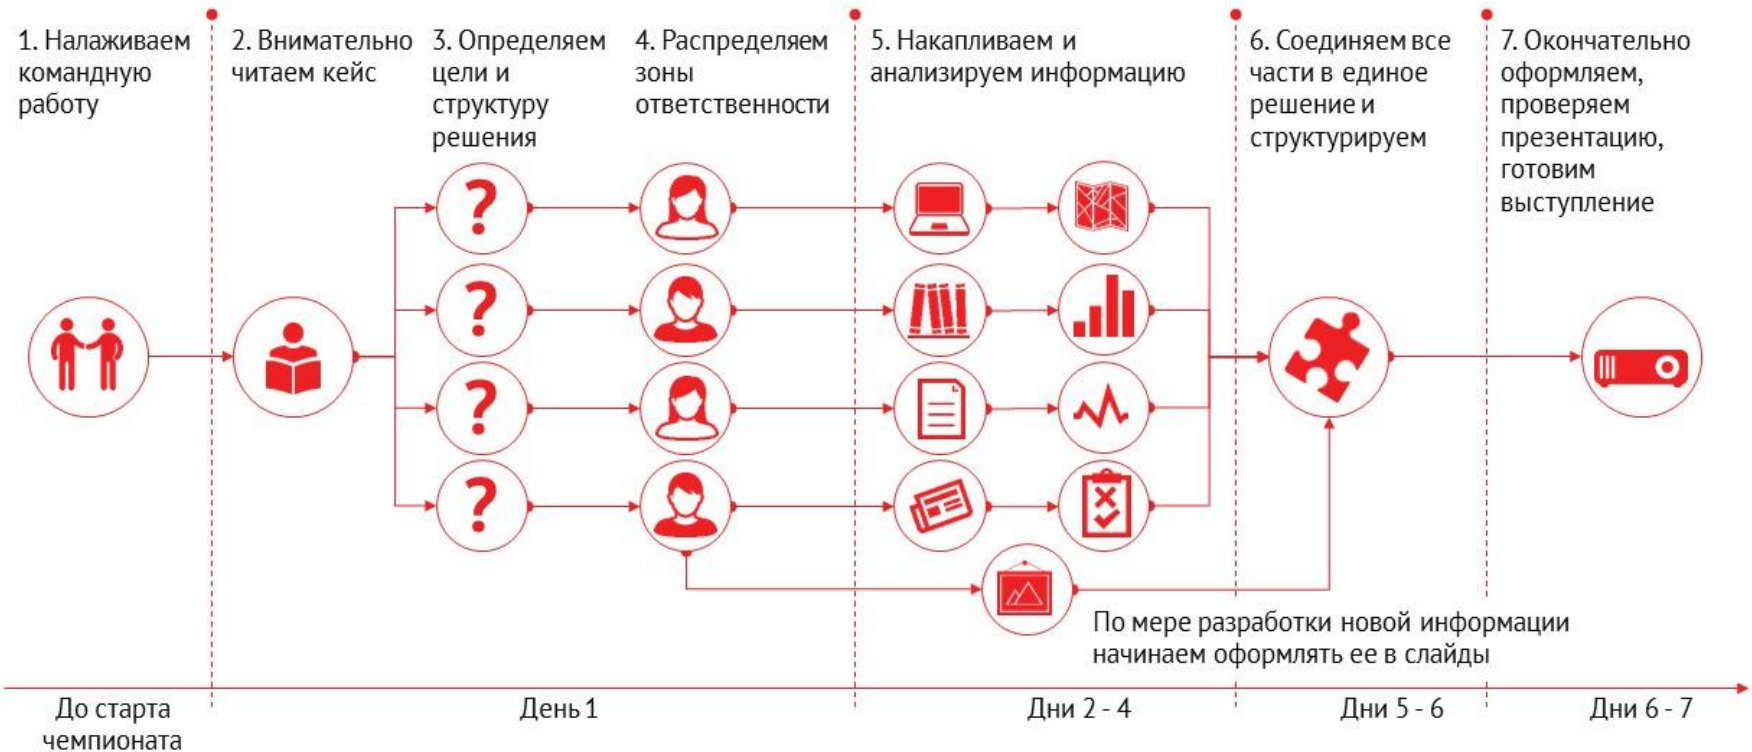 1. Налаживаем
командную
работу
2. Внимательно
читаем кейс
3. Определяем
цели и
структуру
решения
4. Распределяем
зоны
ответственности
5. Накапливаем и
анализируем информацию
6. Соединяем все
части в единое
решение и
структурируем
7. Окончательно
оформляем,
проверяем
презентацию,
готовим
выступление
По мере разработки новой информации
начинаем оформлять ее в слайды
До старта
чемпионата
День 1
Дни 2 - 4
Дни 5 - 6
Дни 6 - 7